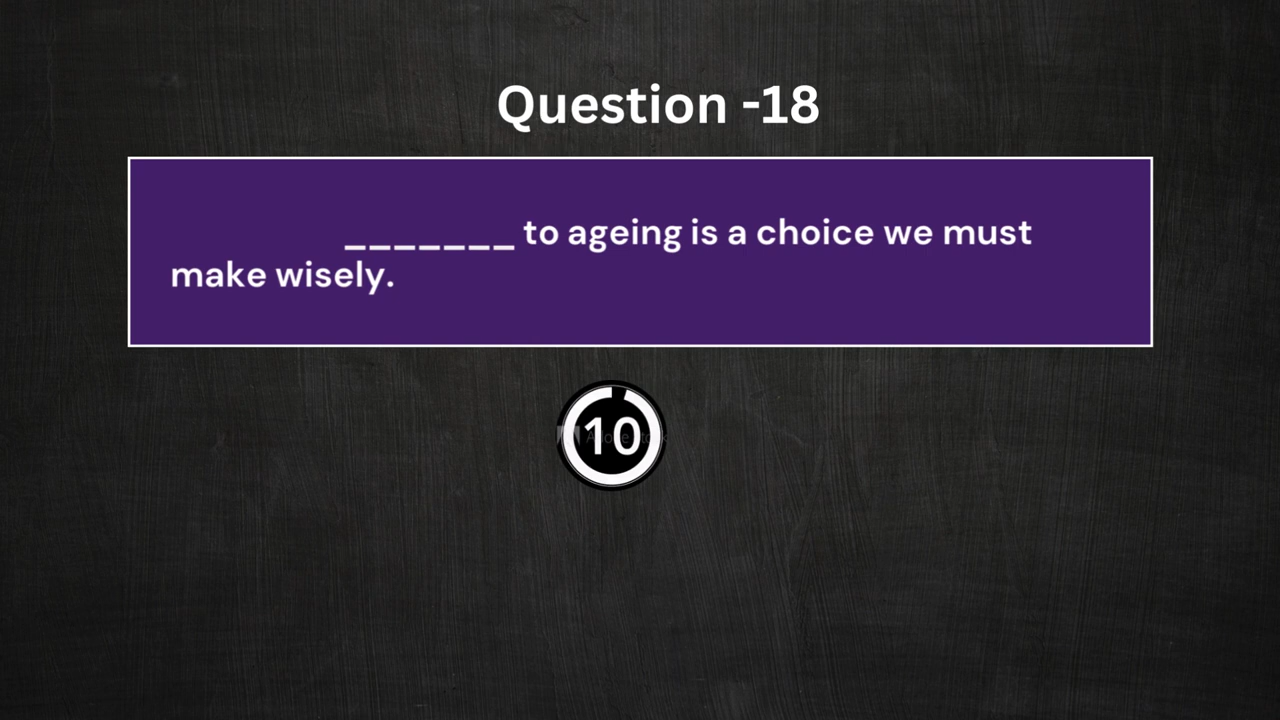 Question -18
_______ to ageing is a choice we must
make wisely.
10